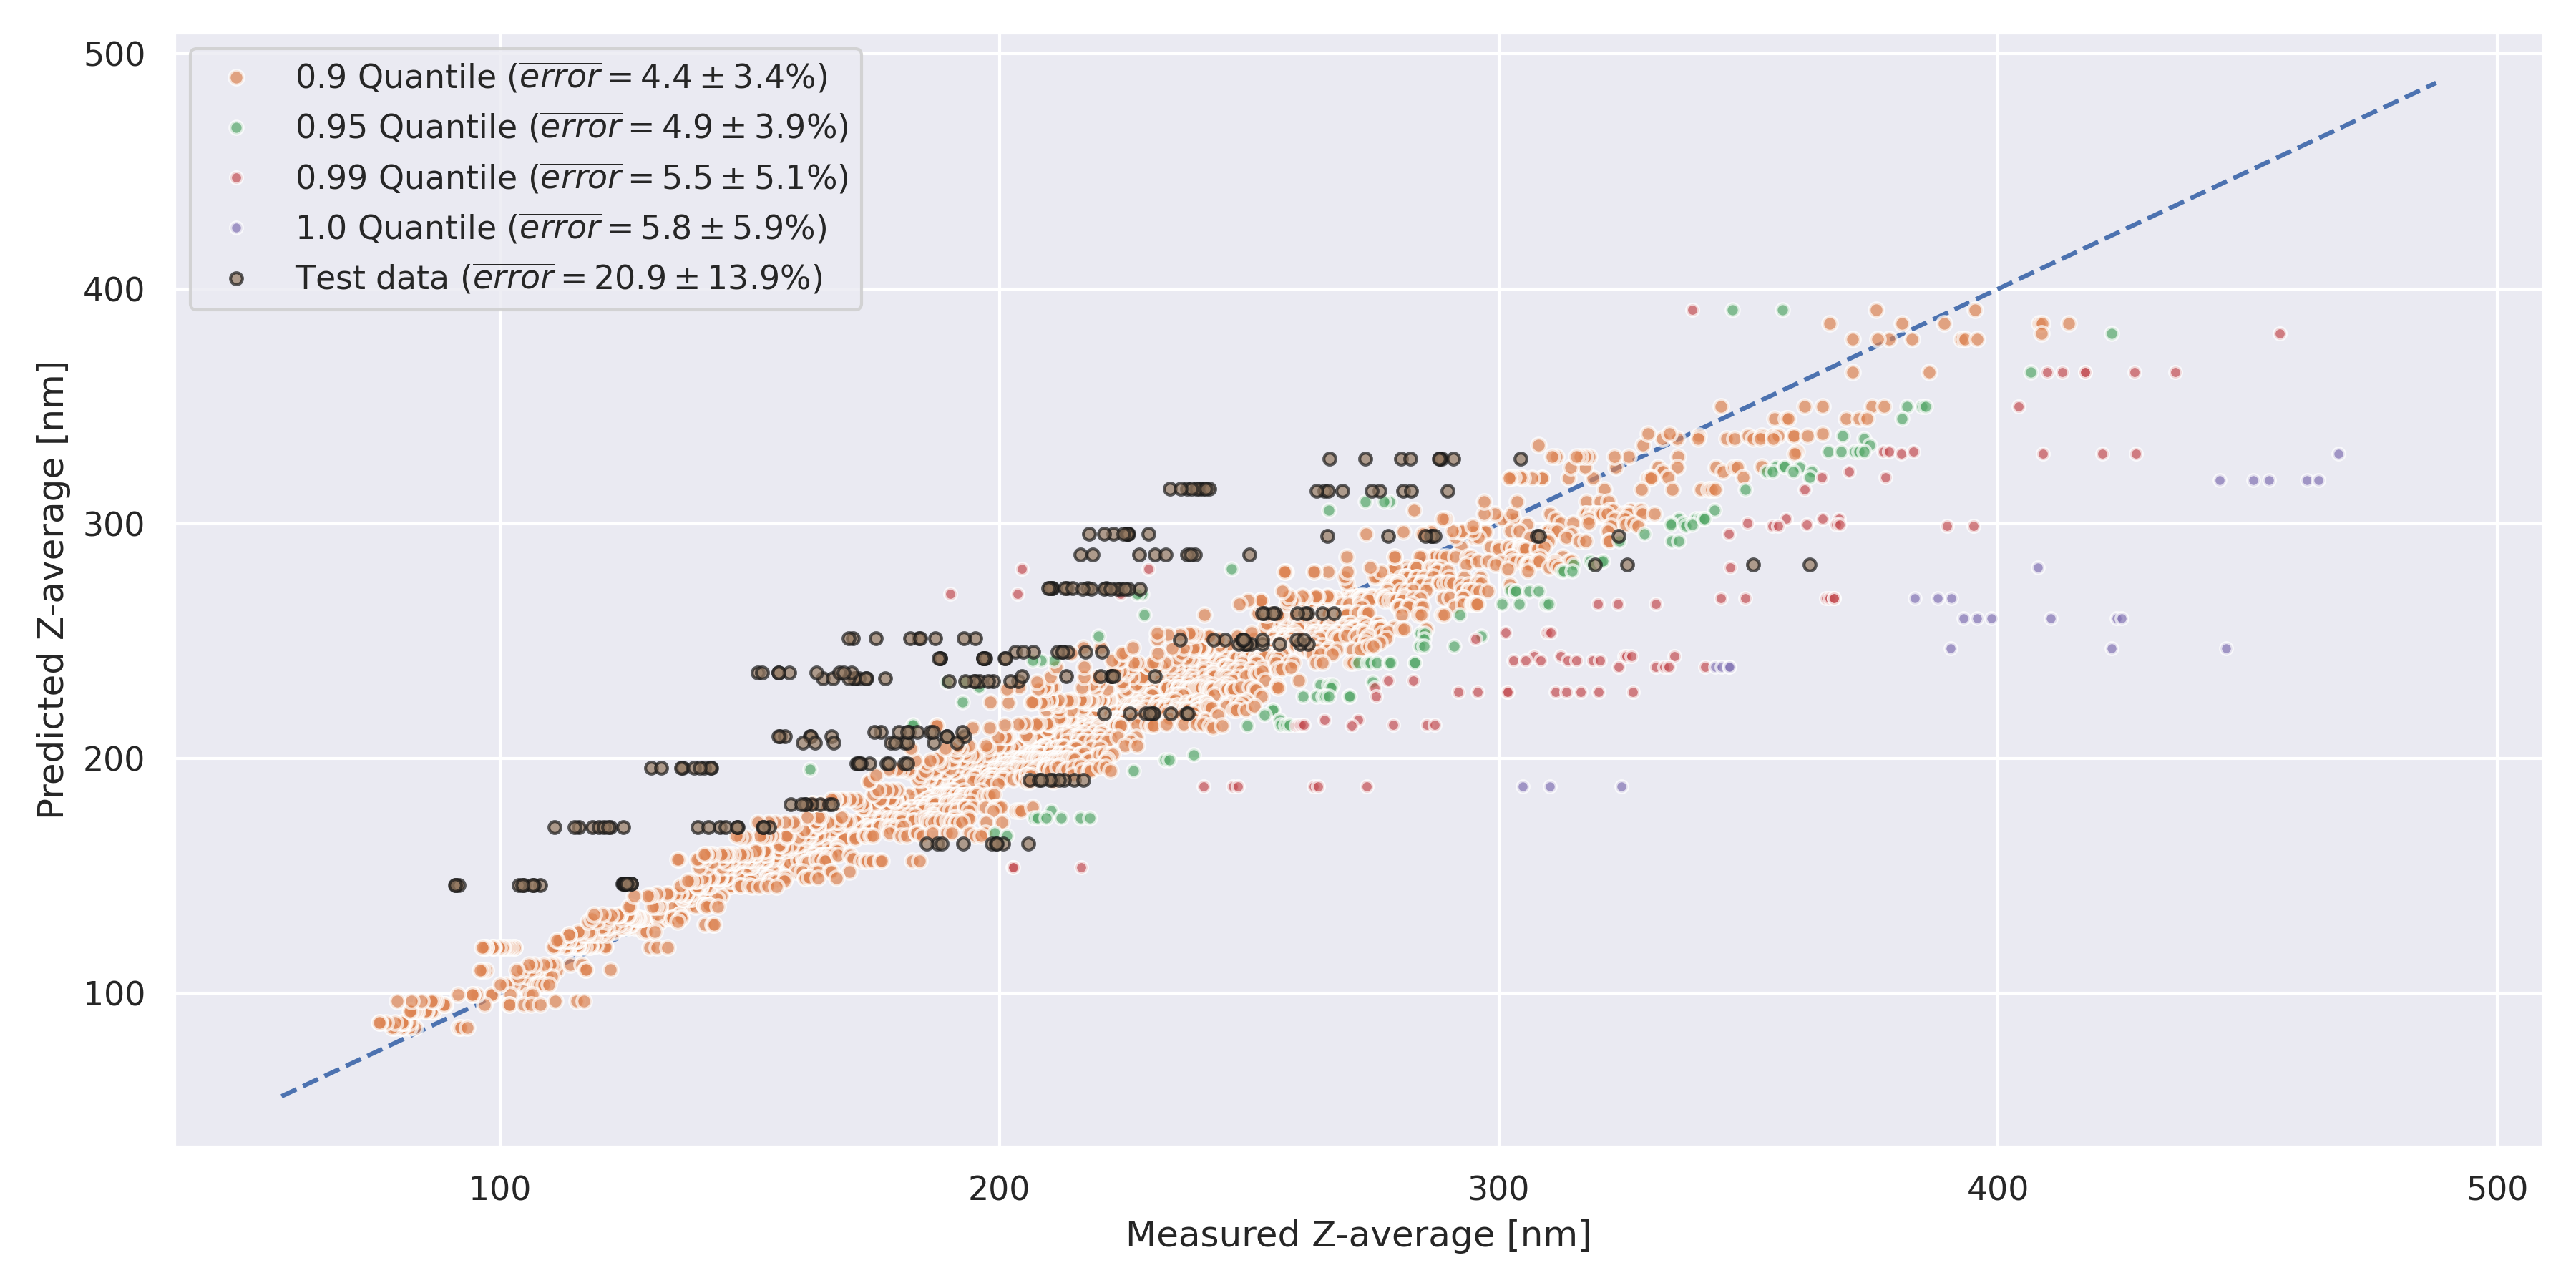 500
400
300
200
100
Predicted Z-average [nm]
0.9 Quantile (error = 4.4 ± 3.4%)
0.95 Quantile (error = 4.9 ± 3.9%)
0.99 Quantile (error = 5.5 ± 5.1%)
1.0 Quantile (error = 5.8 ± 5.9%)
Test data (error = 20.9 ± 13.9%)
100 200 300 400 500
Measured Z-average [nm]